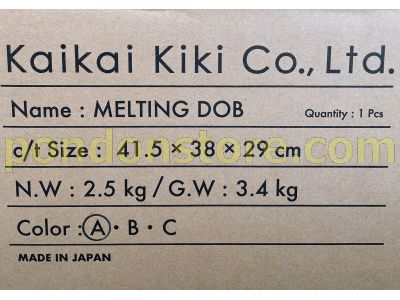 Kaikai Kiki Co., Ltd.
Name : MELTING DOB Quantity : 1 Pcs
c/t Size : 41.5 × 38 × 29 cm
pondonstore.com
N.W : 2.5 kg / G.W : 3.4 kg
Color : A · B · C
MADE IN JAPAN